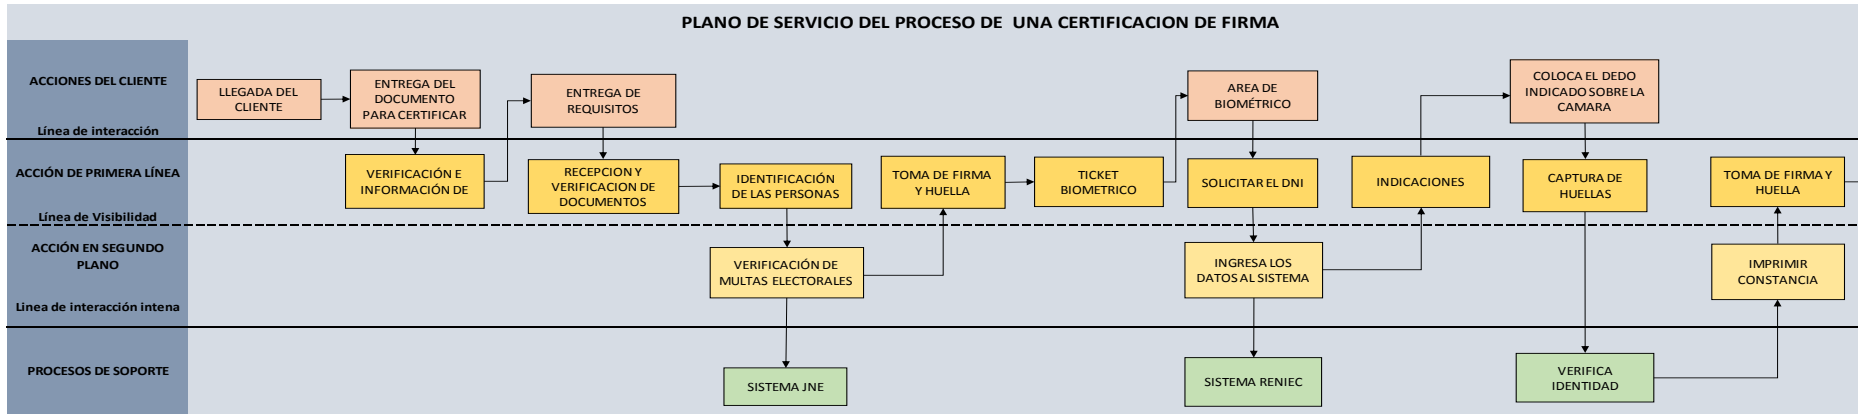 PLANO DE SERVICIO DEL PROCESO DE UNA CERTIFICACION DE FIRMA
ACCIONES DEL CLIENTE
LLEGADA DEL
CLIENTE
ENTREGA DEL
DOCUMENTO
PARA CERTIFICAR
ENTREGA DE
REQUISITOS
AREA DE
BIOMÉTRICO
COLOCA EL DEDO
INDICADO SOBRE LA
CAMARA
Línea de interacción
ACCIÓN DE PRIMERA LÍNEA
VERIFICACIÓN E
INFORMACIÓN DE
RECEPCION Y
VERIFICACION DE
DOCUMENTOS
IDENTIFICACIÓN
DE LAS PERSONAS
TOMA DE FIRMA
Y HUELLA
TICKET
BIOMETRICO
SOLICITAR EL DNI
INDICACIONES
CAPTURA DE
HUELLAS
TOMA DE FIRMA Y
HUELLA
Línea de Visibilidad
ACCIÓN EN SEGUNDO
PLANO
VERIFICACIÓN DE
MULTAS ELECTORALES
INGRESA LOS
DATOS AL SISTEMA
IMPRIMIR
CONSTANCIA
Linea de interacción intena
PROCESOS DE SOPORTE
SISTEMA JNE
SISTEMA RENIEC
VERIFICA
IDENTIDAD